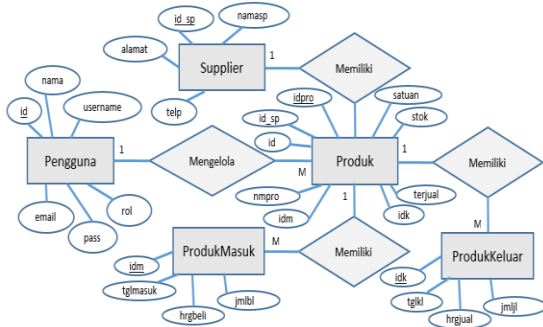 id_sp
namasp
alamat
Supplier
1
Memiliki
telp
nama
id
username
idpro
satuan
id_sp
stok
id
Pengguna
1
Mengelola
M
Produk
1
Memiliki
email
pass
rol
nmpro
idm
1
terjual
idk
M
ProdukMasuk
M
Memiliki
ProdukKeluar
idm
tglmasuk
hrgbeli
jmlbl
idk
tglkl
hrgjual
jmljl